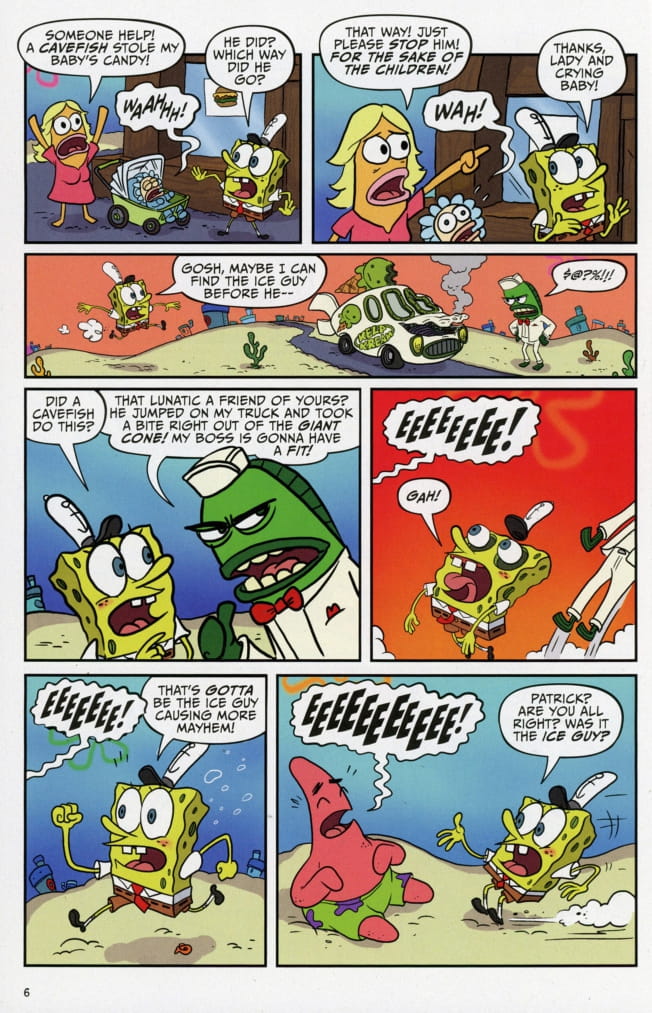 SOMEONE HELP!
A CAVEFISH STOLE MY
BABY'S CANDY!
WAAHHH!
HE DID?
WHICH WAY
DID HE
GO?
THAT WAY! JUST
PLEASE STOP HIM!
FOR THE SAKE OF
THE CHILDREN!
WAH!
THANKS,
LADY AND
CRYING
BABY!
GOSH, MAYBE I CAN
FIND THE ICE GUY
BEFORE HE--
KELP
KREAM
$@?%!!!
DID A
CAVEFISH
DO THIS?
THAT LUNATIC A FRIEND OF YOURS?
HE JUMPED ON MY TRUCK AND TOOK
A BITE RIGHT OUT OF THE GIANT
CONE! MY BOSS IS GONNA HAVE
A FIT!
EEEEEEEE!
GAH!
EEEEEEE!
THAT'S GOTTA
BE THE ICE GUY
CAUSING MORE
MAYHEM!
EEEEEEEEEEEE!
PATRICK?
ARE YOU ALL
RIGHT? WAS IT
THE ICE GUY?
6